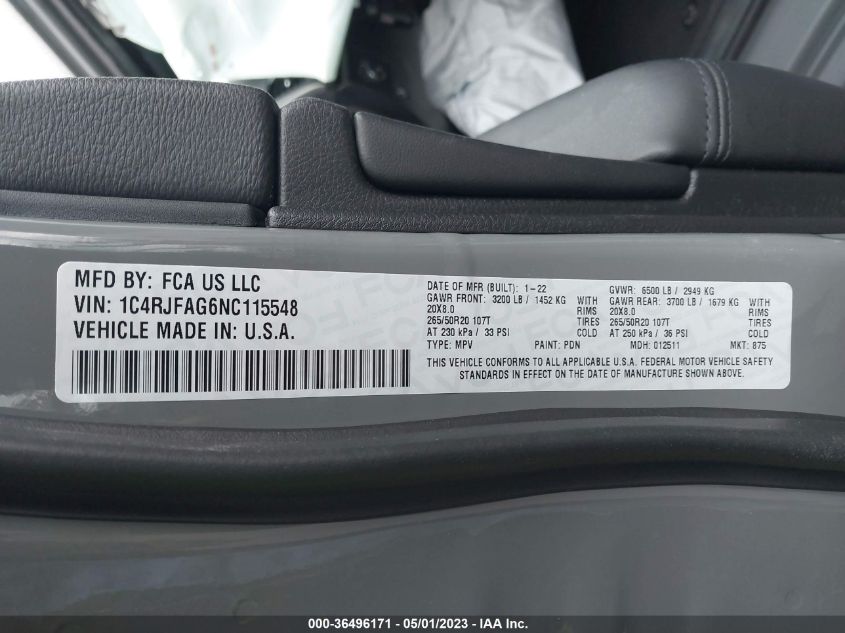 MFD BY: FCA US LLC
VIN: 1C4RJFAG6NC115548
VEHICLE MADE IN: U.S.A.
DATE OF MFR (BUILT): 1-22 GVWR: 6500 LB / 2949 KG
GAWR FRONT: 3200 LB / 1452 KG WITH GAWR REAR: 3700 LB / 1679 KG WITH
20X8.0 RIMS 20X8.0 RIMS
265/50R20 107T TIRES 265/50R20 107T TIRES
AT 230 kPa / 33 PSI COLD AT 250 kPa / 36 PSI COLD
TYPE: MPV PAINT: PDN MDH: 012511 MKT: 875
THIS VEHICLE CONFORMS TO ALL APPLICABLE U.S.A. FEDERAL MOTOR VEHICLE SAFETY
STANDARDS IN EFFECT ON THE DATE OF MANUFACTURE SHOWN ABOVE.
000-36496171 - 05/01/2023 - IAA Inc.